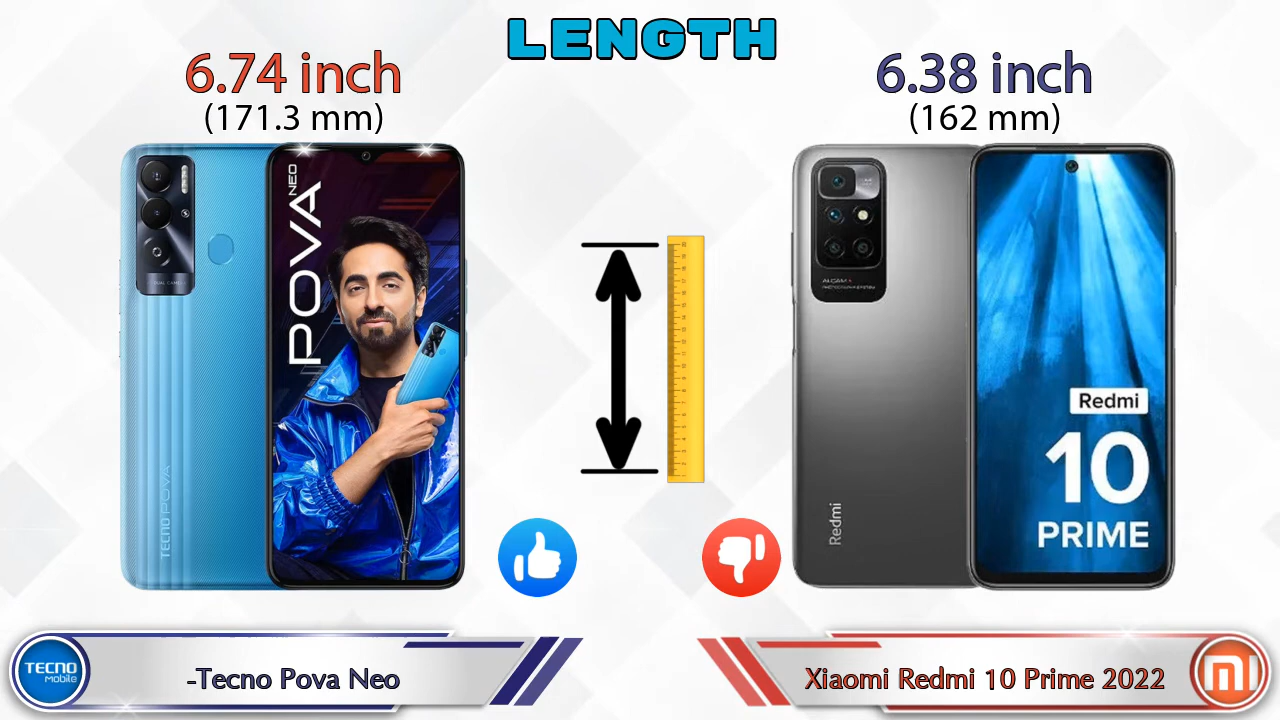 LENGTH
6.74 inch
(171.3 mm)
6.38 inch
(162 mm)
POVA NEO
TECNO POVA
Redmi
Redmi
10
PRIME
TECNO
mobile
-Tecno Pova Neo
Xiaomi Redmi 10 Prime 2022
mi